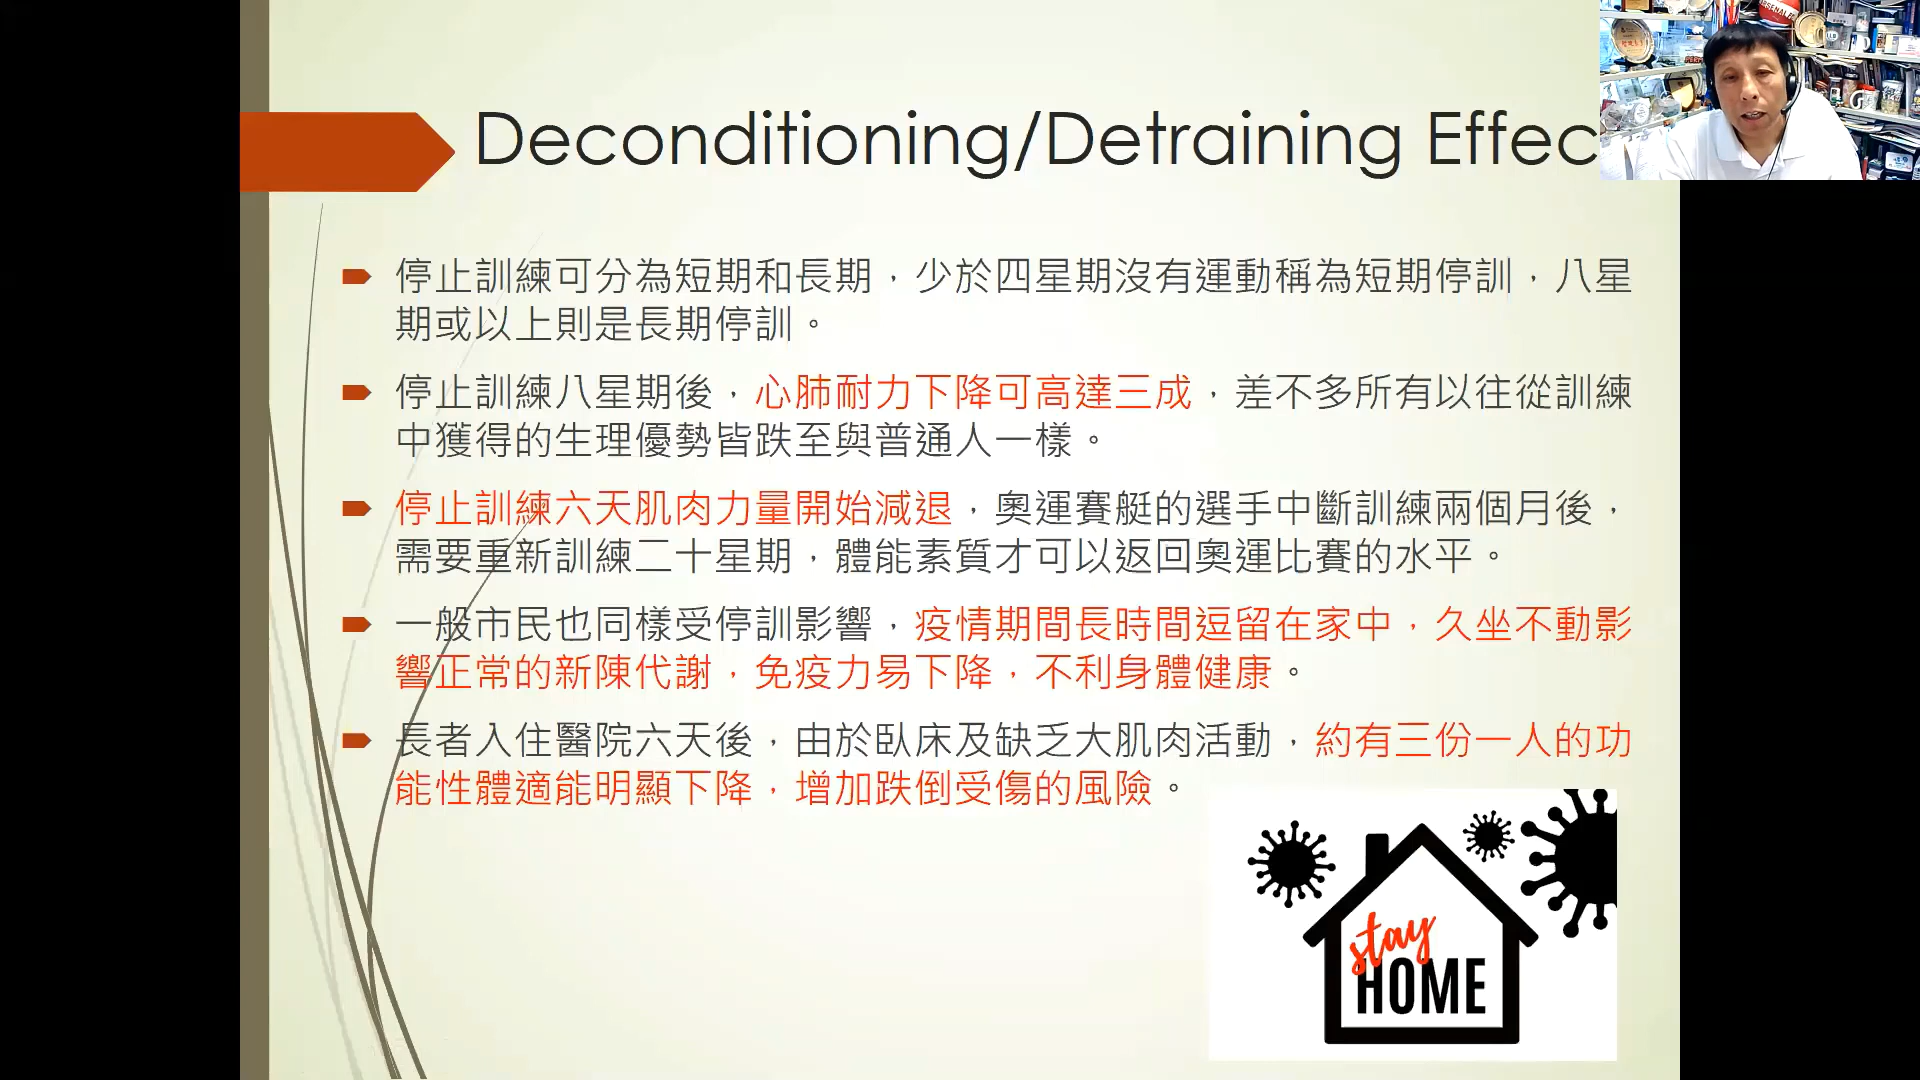 Deconditioning/Detraining Effec
停止訓練可分為短期和長期，少於四星期沒有運動稱為短期停訓，八星
期或以上則是長期停訓。
停止訓練八星期後，心肺耐力下降可高達三成，差不多所有以往從訓練
中獲得的生理優勢皆跌至與普通人一樣。
停止訓練六天肌肉力量開始減退，奧運賽艇的選手中斷訓練兩個月後，
需要重新訓練二十星期，體能素質才可以返回奧運比賽的水平。
一般市民也同樣受停訓影響，疫情期間長時間逗留在家中，久坐不動影
響正常的新陳代謝，免疫力易下降，不利身體健康。
長者入住醫院六天後，由於臥床及缺乏大肌肉活動，約有三份一人的功
能性體適能明顯下降，增加跌倒受傷的風險。
stay
HOME